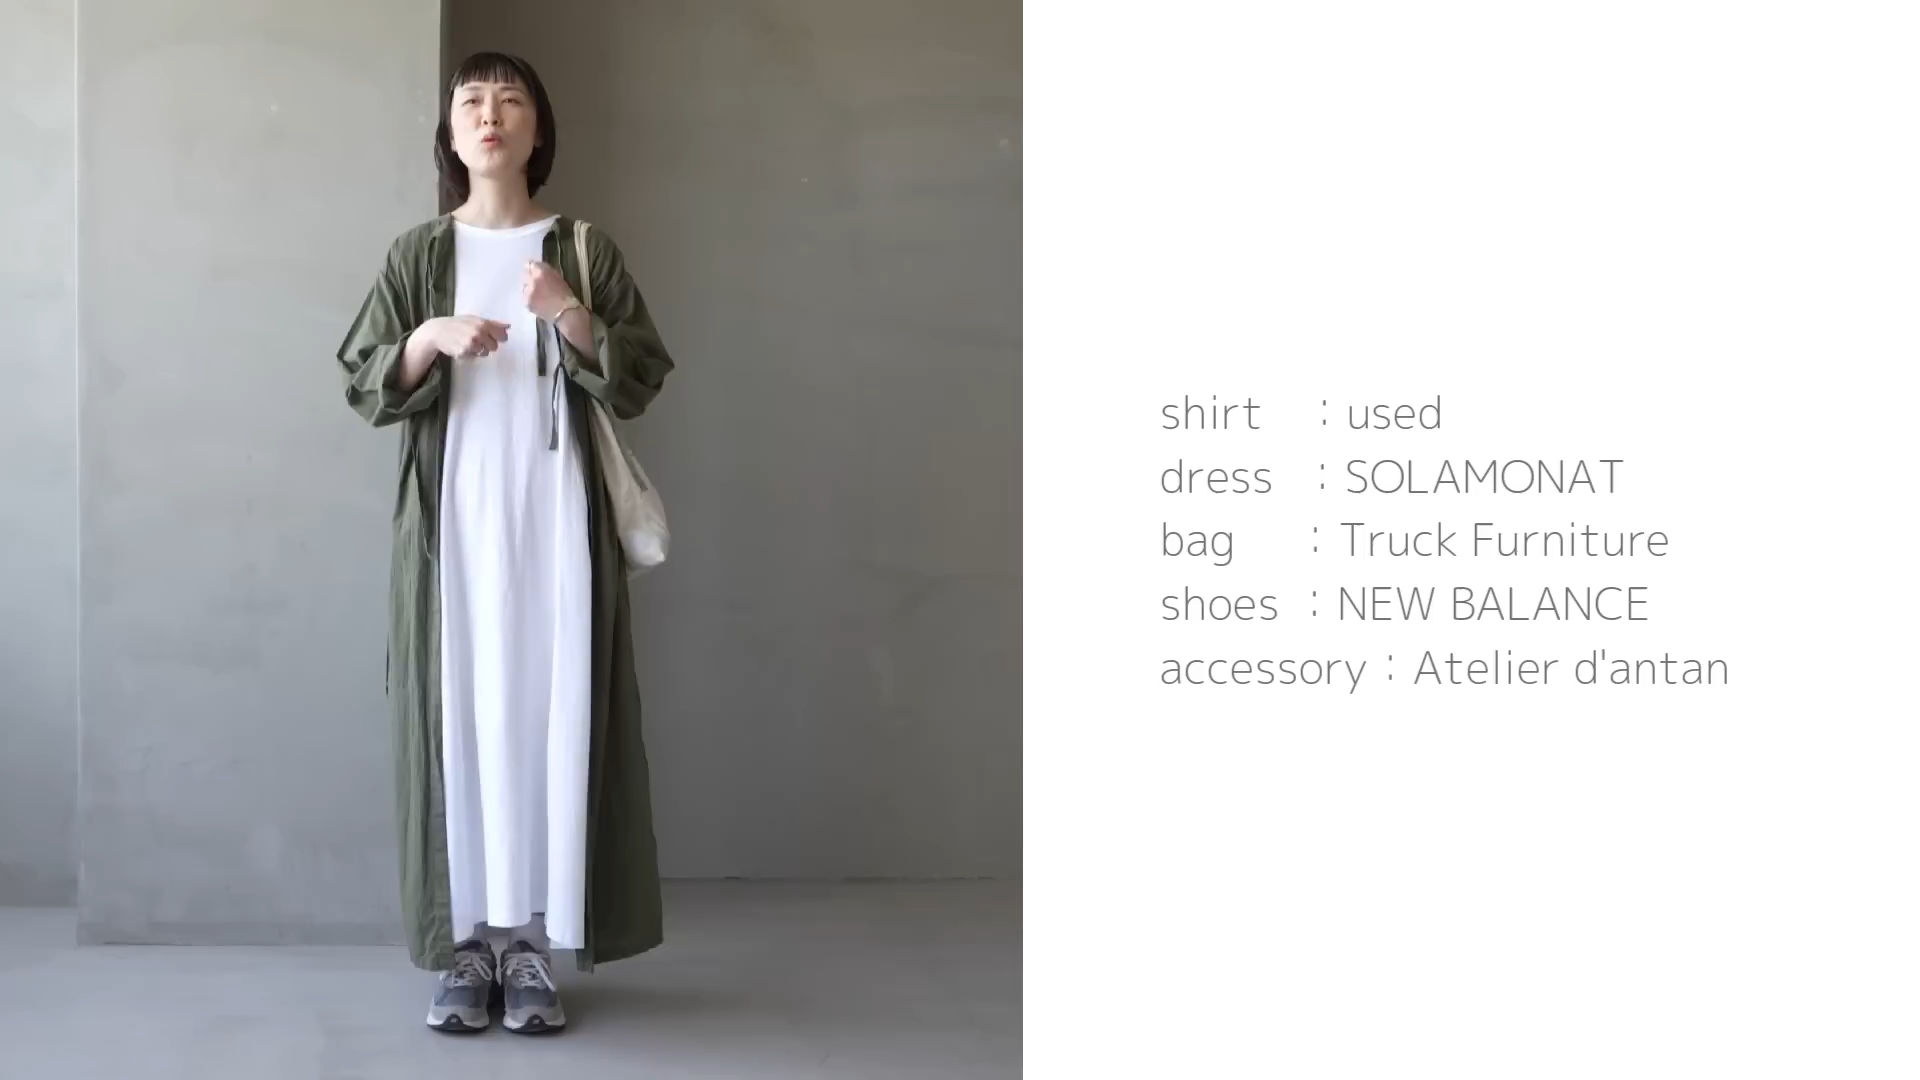 shirt : used
dress : SOLAMONAT
bag : Truck Furniture
shoes : NEW BALANCE
accessory : Atelier d'antan